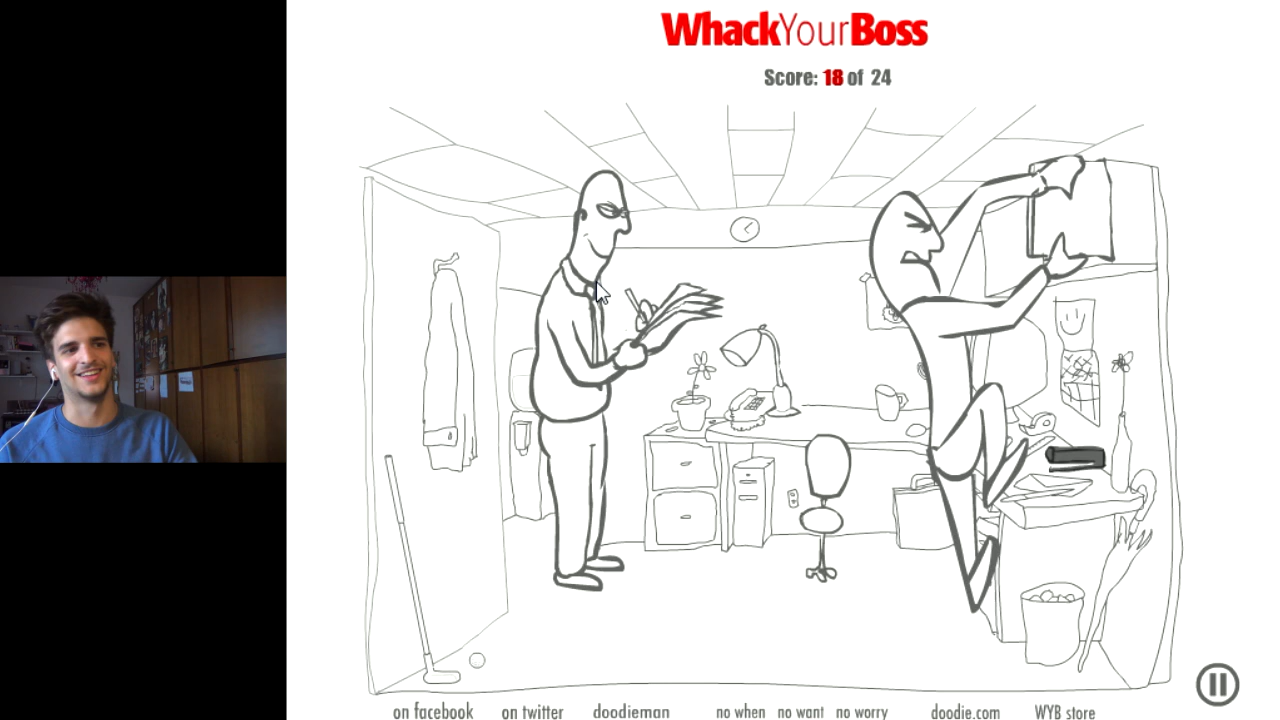 WhackYourBoss
Score: 18 of 24
on facebook on twitter doodieman no when no want no worry doodie.com WYB store